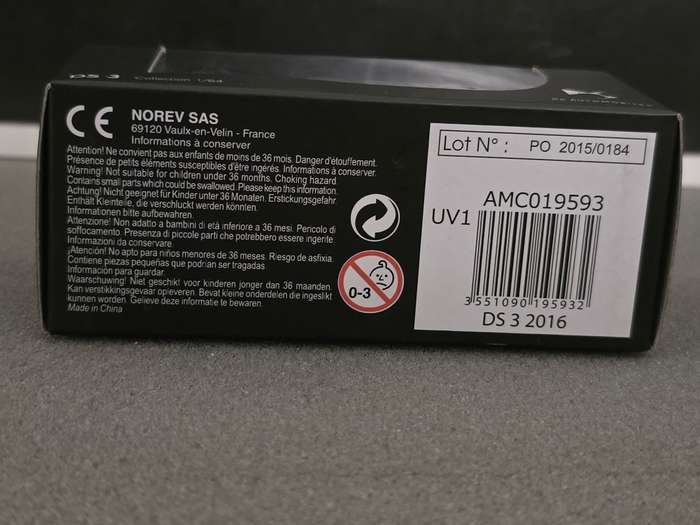 DS 3 Collection 1/64
DS AUTOMOBILES
CE NOREV SAS
69120 Vaulx-en-Velin - France
Informations à conserver
Attention! Ne convient pas aux enfants de moins de 36 mois. Danger d'étouffement.
Présence de petits éléments susceptibles d'être ingérés. Informations à conserver.
Warning! Not suitable for children under 36 months. Choking hazard.
Contains small parts which could be swallowed. Please keep this information.
Achtung! Nicht geeignet für Kinder unter 36 Monaten. Erstickungsgefahr.
Enthält Kleinteile, die verschluckt werden könnten.
Informationen bitte aufbewahren.
Attenzione! Non adatto a bambini di età inferiore a 36 mesi. Pericolo di
soffocamento. Presenza di piccole parti che potrebbero essere ingerite
Informazioni da conservare.
¡Atención! No apto para niños menores de 36 meses. Riesgo de asfixia.
Contiene piezas pequeñas que podrían ser tragadas.
Información para guardar.
Waarschuwing! Niet geschikt voor kinderen jonger dan 36 maanden.
Kan verstikkingsgevaar opleveren. Bevat kleine onderdelen die ingeslikt
kunnen worden. Gelieve deze informatie te bewaren.
Made in China
0-3
Lot N° : PO 2015/0184
AMC019593
UV1
3 551090 195932
DS 3 2016